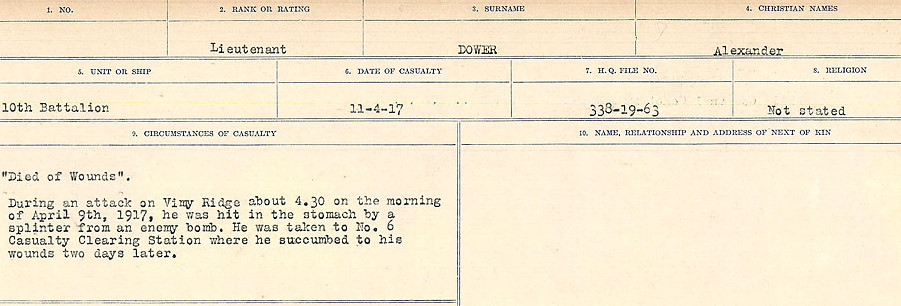 1. NO. 2. RANK OR RATING 3. SURNAME 4. CHRISTIAN NAMES
Lieutenant DOWER Alexander
5. UNIT OR SHIP 6. DATE OF CASUALTY 7. H. Q. FILE NO. 8. RELIGION
10th Battalion 11-4-17 338-19-63 Not stated
9. CIRCUMSTANCES OF CASUALTY 10. NAME, RELATIONSHIP AND ADDRESS OF NEXT OF KIN
"Died of Wounds".
During an attack on Vimy Ridge about 4.30 on the morning
of April 9th, 1917, he was hit in the stomach by a
splinter from an enemy bomb. He was taken to No. 6
Casualty Clearing Station where he succumbed to his
wounds two days later.